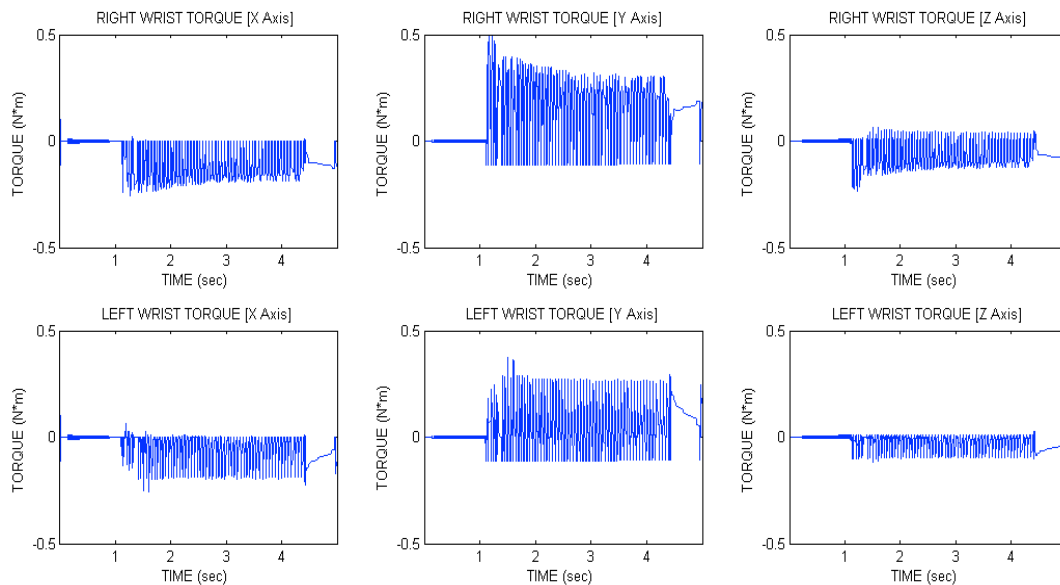 RIGHT WRIST TORQUE [X Axis]
RIGHT WRIST TORQUE [Y Axis]
RIGHT WRIST TORQUE [Z Axis]
0.5
0
-0.5
TORQUE (N*m)
1 2 3 4
TIME (sec)
0.5
0
-0.5
TORQUE (N*m)
1 2 3 4
TIME (sec)
0.5
0
-0.5
TORQUE (N*m)
1 2 3 4
TIME (sec)
LEFT WRIST TORQUE [X Axis]
LEFT WRIST TORQUE [Y Axis]
LEFT WRIST TORQUE [Z Axis]
0.5
0
-0.5
TORQUE (N*m)
1 2 3 4
TIME (sec)
0.5
0
-0.5
TORQUE (N*m)
1 2 3 4
TIME (sec)
0.5
0
-0.5
TORQUE (N*m)
1 2 3 4
TIME (sec)